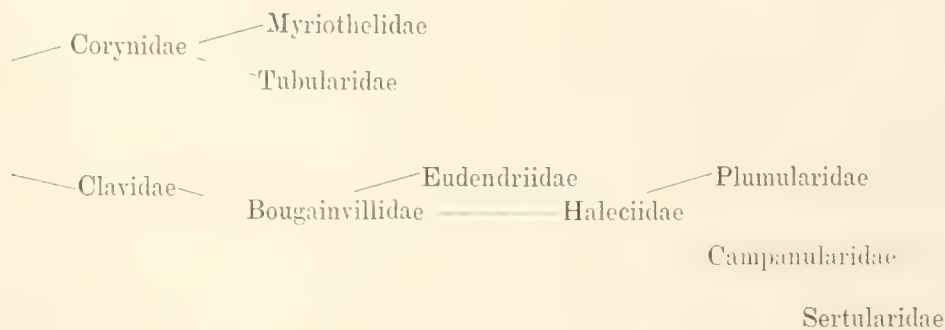 Myriothelidae
Corynidae
Tubularidae
Eudendriidae Plumularidae
Clavidae
Bougainvillidae Haleciidae
Campanularidae
Sertularidae